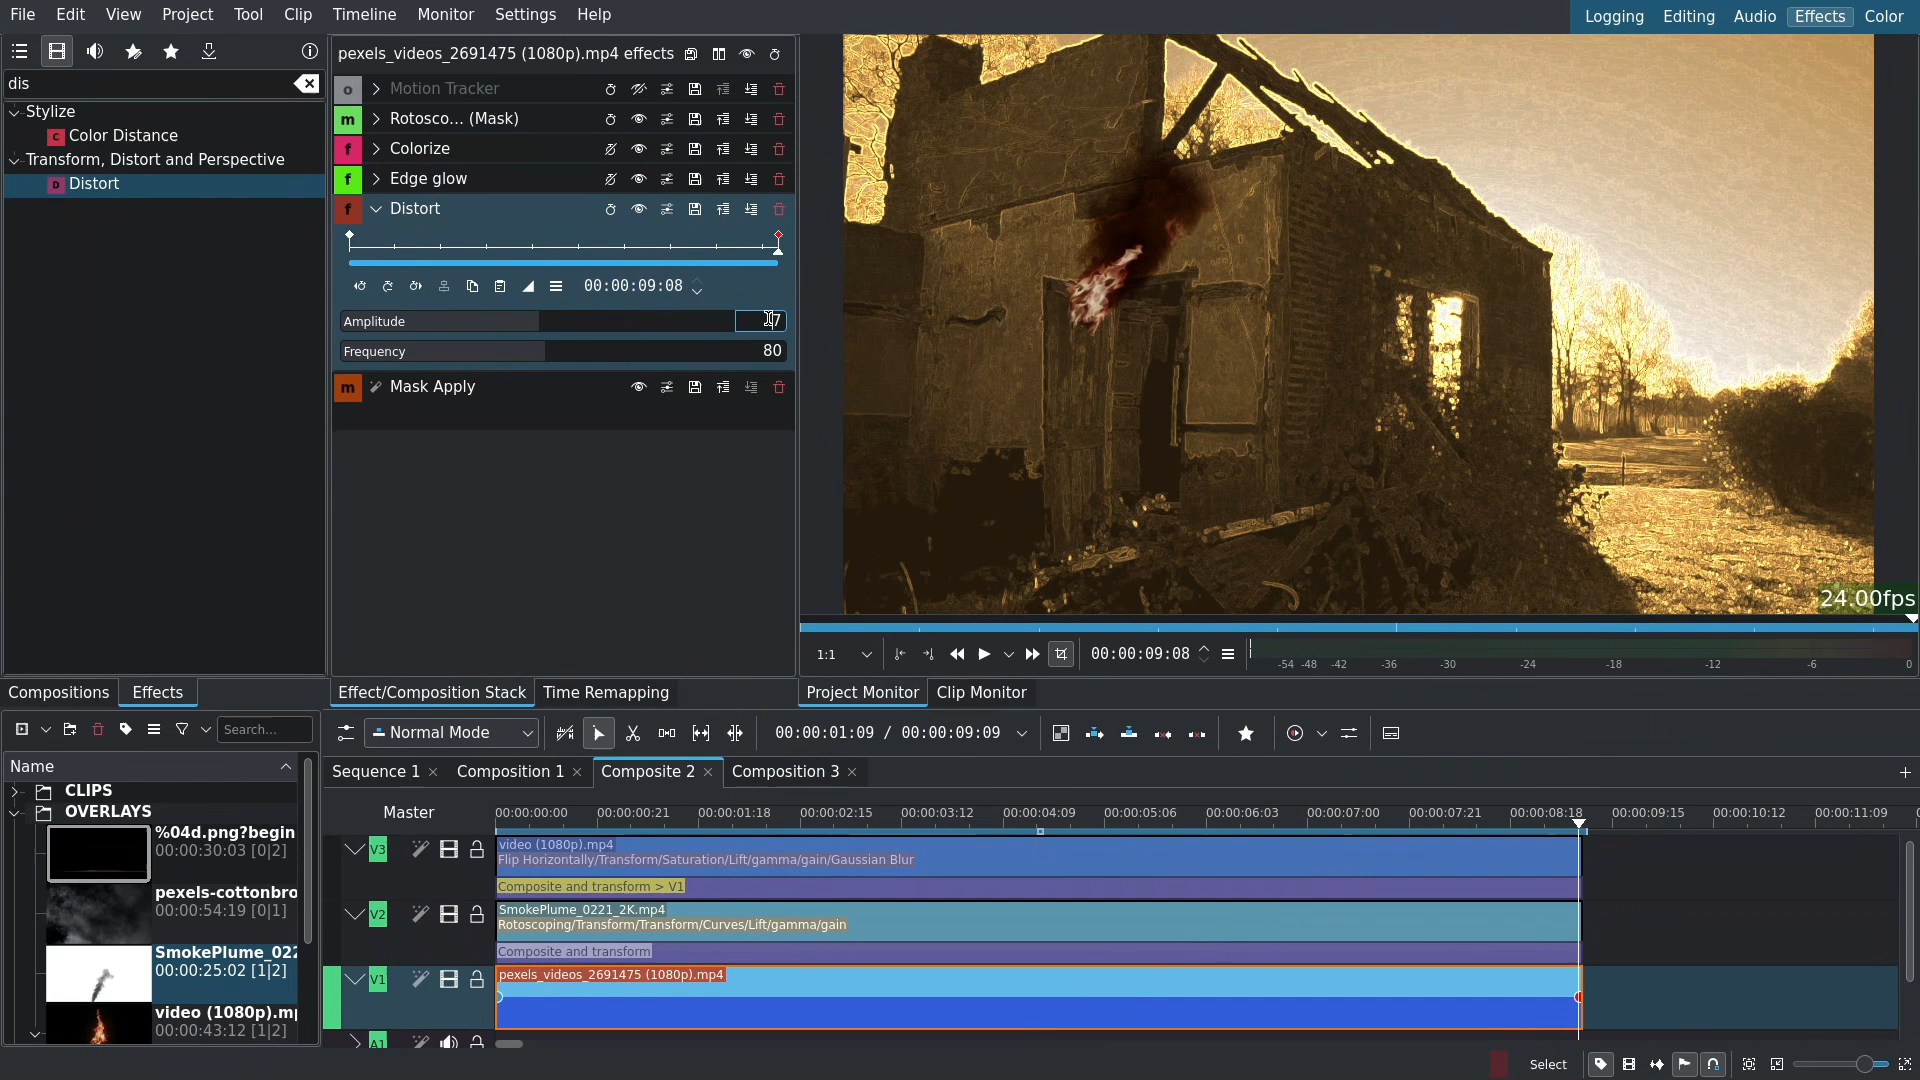 File Edit View Project Tool Clip Timeline Monitor Settings Help
Logging Editing Audio Effects Color
dis
Stylize
C Color Distance
Transform, Distort and Perspective
D Distort
pexels_videos_2691475 (1080p).mp4 effects
o Motion Tracker
m Rotosco... (Mask)
f Colorize
f Edge glow
f Distort
00:00:09:08
Amplitude
Frequency 80
m Mask Apply
24.00fps
1:1 00:00:09:08 -54 -48 -42 -36 -30 -24 -18 -12 -6 0
Compositions Effects
Effect/Composition Stack Time Remapping
Project Monitor Clip Monitor
Search...
Normal Mode 00:00:01:09 / 00:00:09:09
Name
CLIPS
OVERLAYS
%04d.png?begin
00:00:30:03 [0|2]
pexels-cottonbro
00:00:54:19 [0|1]
SmokePlume_022
00:00:25:02 [1|2]
video (1080p).mp
00:00:43:12 [1|2]
Sequence 1 Composition 1 Composite 2 Composition 3
Master 00:00:00:00 00:00:00:21 00:00:01:18 00:00:02:15 00:00:03:12 00:00:04:09 00:00:05:06 00:00:06:03 00:00:07:00 00:00:07:21 00:00:08:18 00:00:09:15 00:00:10:12 00:00:11:09
V3
video (1080p).mp4
Flip Horizontally/Transform/Saturation/Lift/gamma/gain/Gaussian Blur
Composite and transform > V1
V2
SmokePlume_0221_2K.mp4
Rotoscoping/Transform/Transform/Curves/Lift/gamma/gain
Composite and transform
V1
pexels_videos_2691475 (1080p).mp4
A1
Select